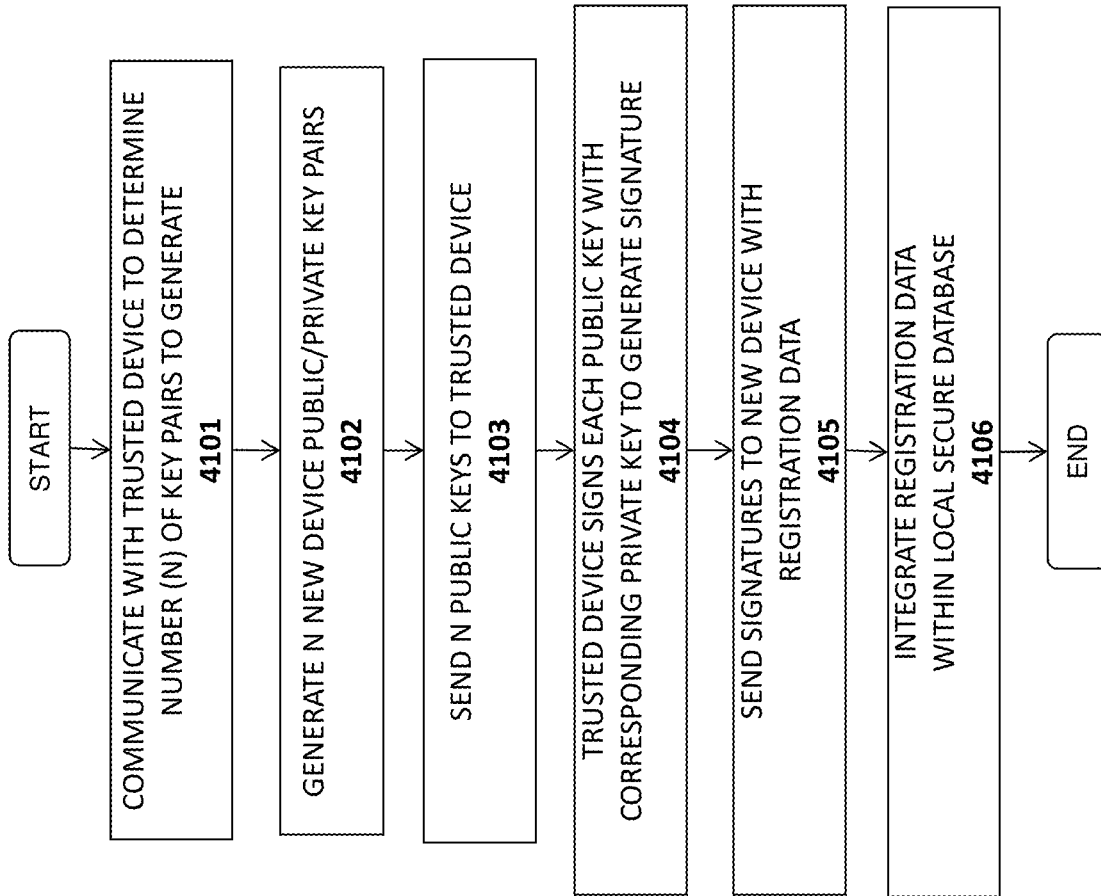 START
COMMUNICATE WITH TRUSTED DEVICE TO DETERMINE
NUMBER (N) OF KEY PAIRS TO GENERATE
4101
GENERATE N NEW DEVICE PUBLIC/PRIVATE KEY PAIRS
4102
SEND N PUBLIC KEYS TO TRUSTED DEVICE
4103
TRUSTED DEVICE SIGNS EACH PUBLIC KEY WITH
CORRESPONDING PRIVATE KEY TO GENERATE SIGNATURE
4104
SEND SIGNATURES TO NEW DEVICE WITH
REGISTRATION DATA
4105
INTEGRATE REGISTRATION DATA
WITHIN LOCAL SECURE DATABASE
4106
END